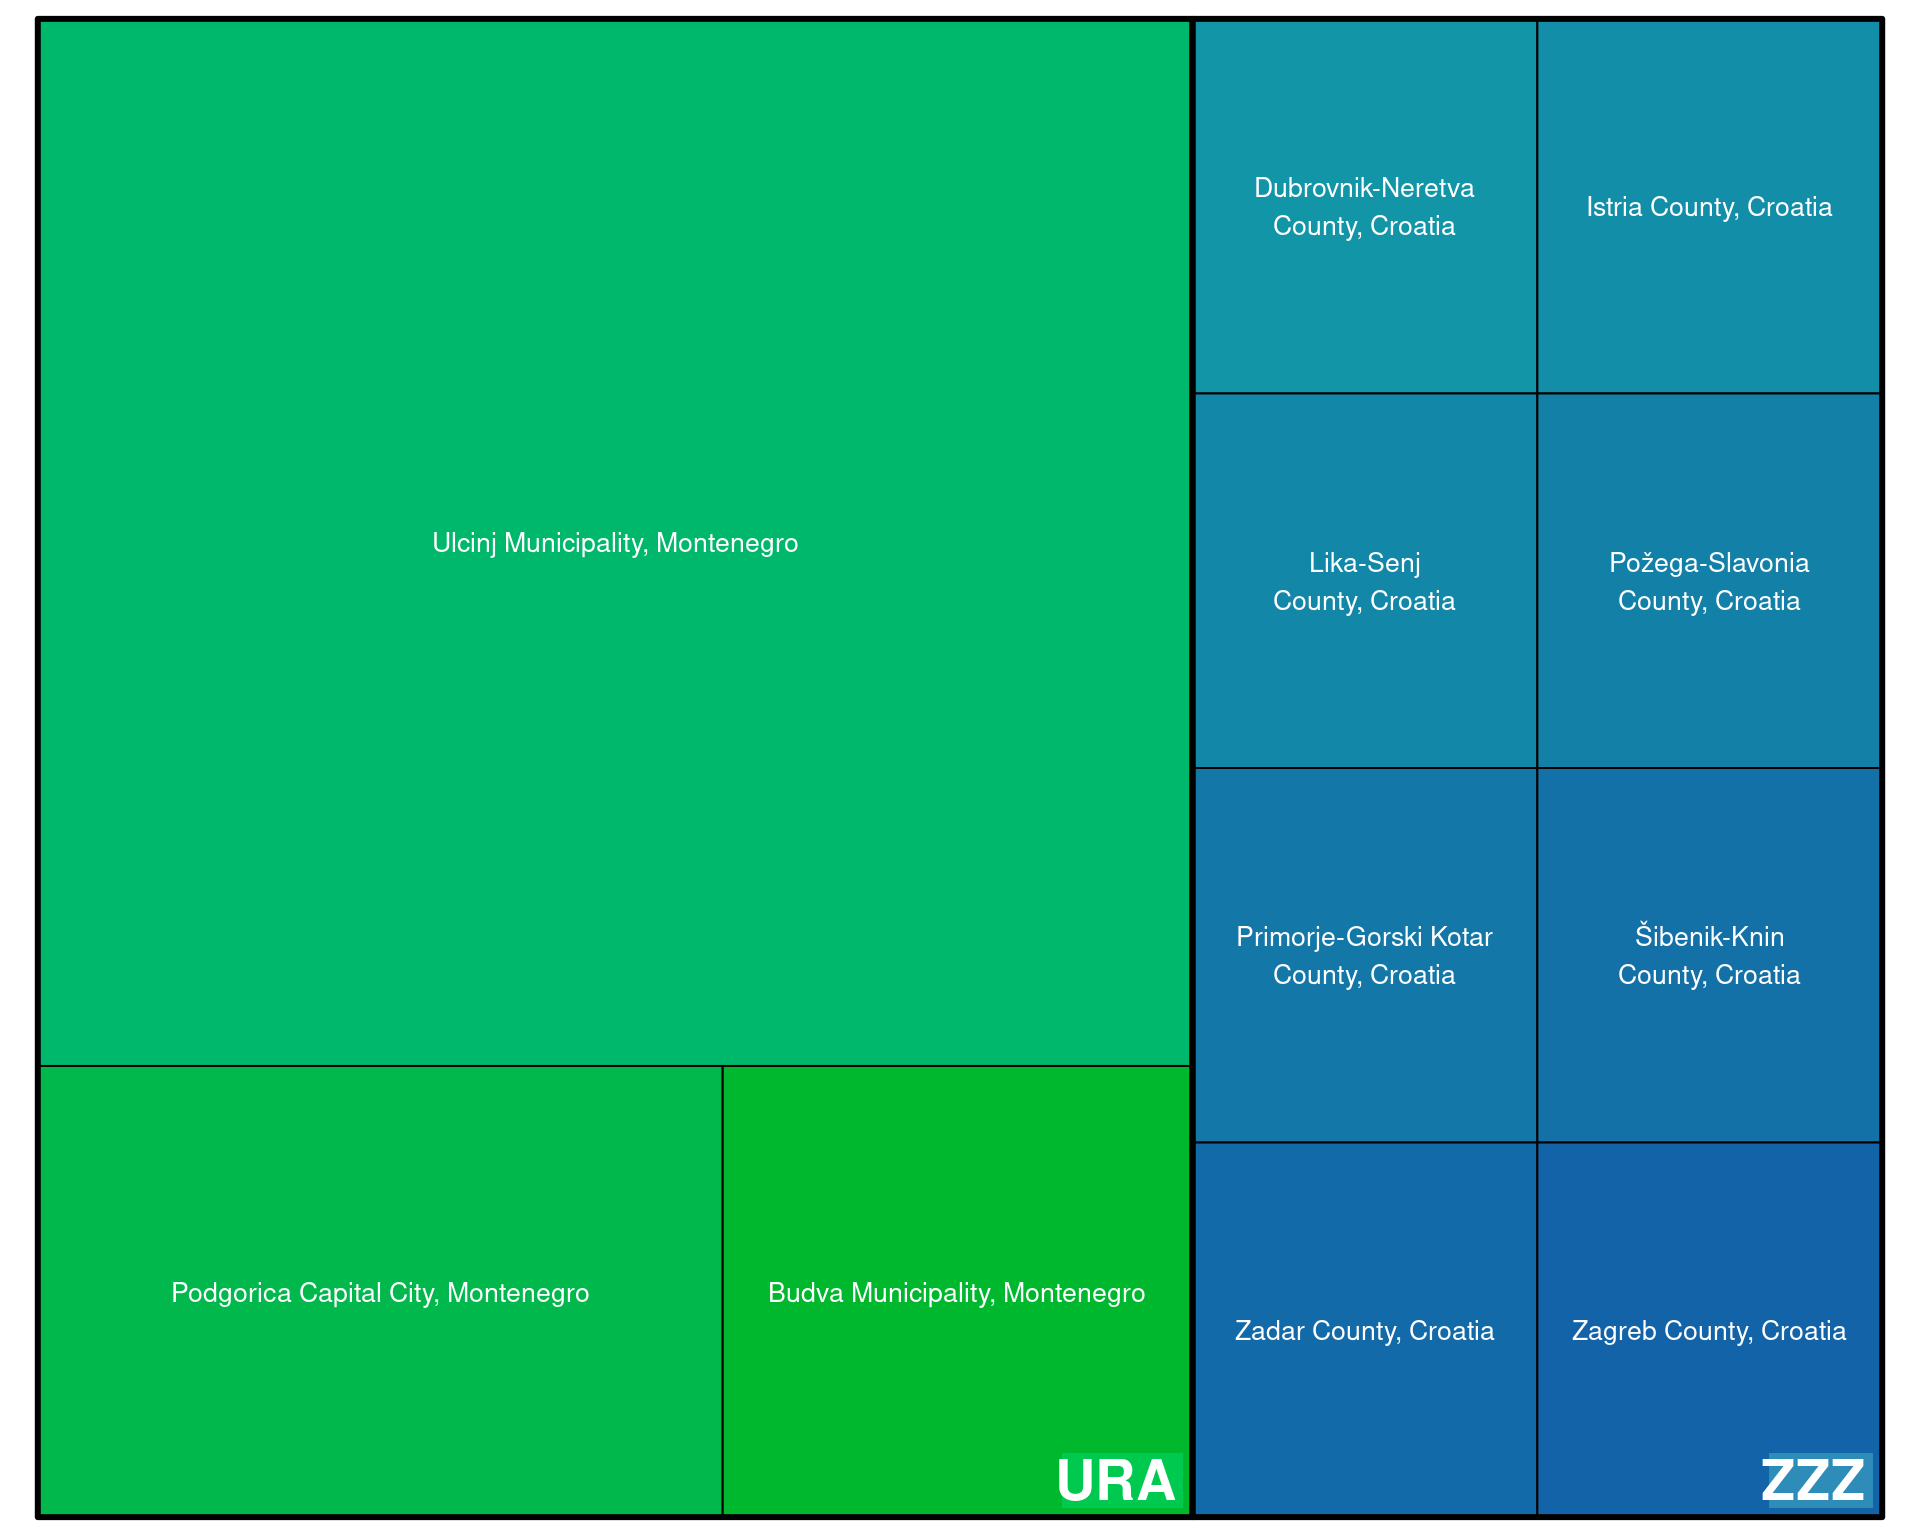 Ulcinj Municipality, Montenegro
Podgorica Capital City, Montenegro
Budva Municipality, Montenegro
URA
Dubrovnik-Neretva
County, Croatia
Istria County, Croatia
Lika-Senj
County, Croatia
Požega-Slavonia
County, Croatia
Primorje-Gorski Kotar
County, Croatia
Šibenik-Knin
County, Croatia
Zadar County, Croatia
Zagreb County, Croatia
ZZZ